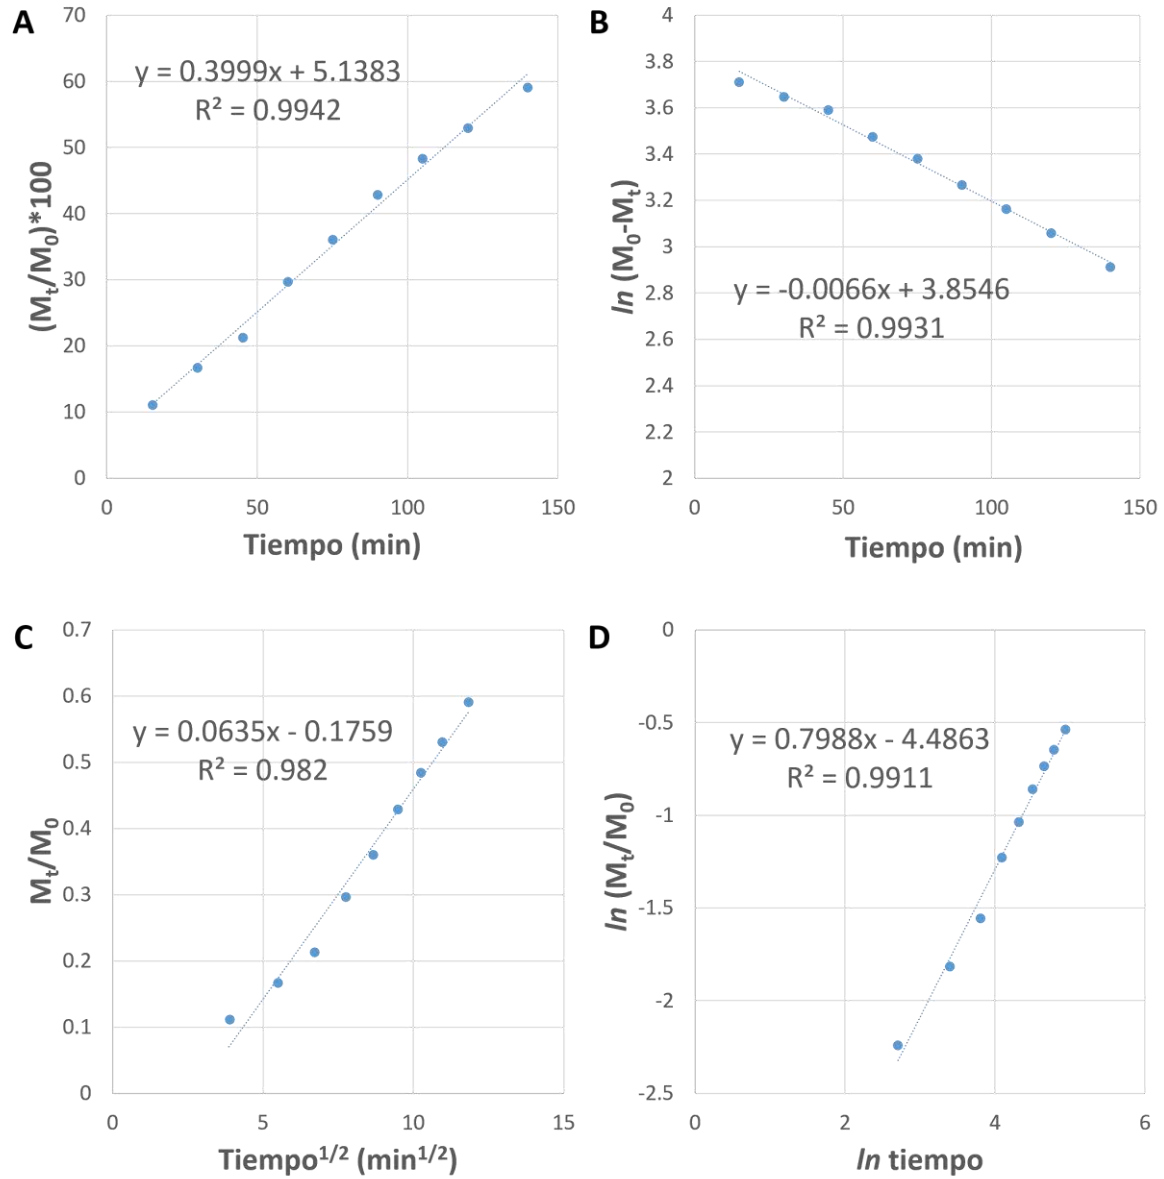 A
70
60
50
40
30
20
10
0
(Mt/M0)*100
y = 0.3999x + 5.1383
R² = 0.9942
0 50 100 150
Tiempo (min)
B
4
3.8
3.6
3.4
3.2
3
2.8
2.6
2.4
2.2
2
ln (M0-Mt)
y = -0.0066x + 3.8546
R² = 0.9931
0 50 100 150
Tiempo (min)
C
0.7
0.6
0.5
0.4
0.3
0.2
0.1
0
Mt/M0
y = 0.0635x - 0.1759
R² = 0.982
0 5 10 15
Tiempo1/2 (min1/2)
D
0
-0.5
-1
-1.5
-2
-2.5
ln (Mt/M0)
y = 0.7988x - 4.4863
R² = 0.9911
0 2 4 6
ln tiempo